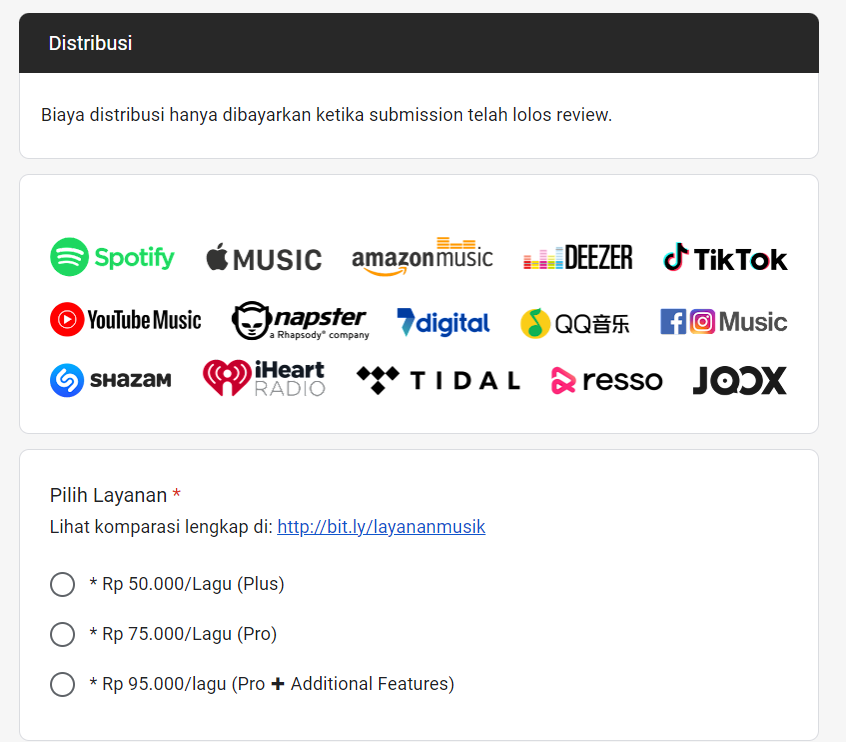 Distribusi
Biaya distribusi hanya dibayarkan ketika submission telah lolos review.
Spotify MUSIC amazonmusic DEEZER TikTok
YouTube Music napster 7digital QQ音乐 Music
a Rhapsody® company
SHAZAM iHeart RADIO TIDAL resso JOOX
Pilih Layanan *
Lihat komparasi lengkap di: http://bit.ly/layananmusik
* Rp 50.000/Lagu (Plus)
* Rp 75.000/Lagu (Pro)
* Rp 95.000/lagu (Pro ➕ Additional Features)